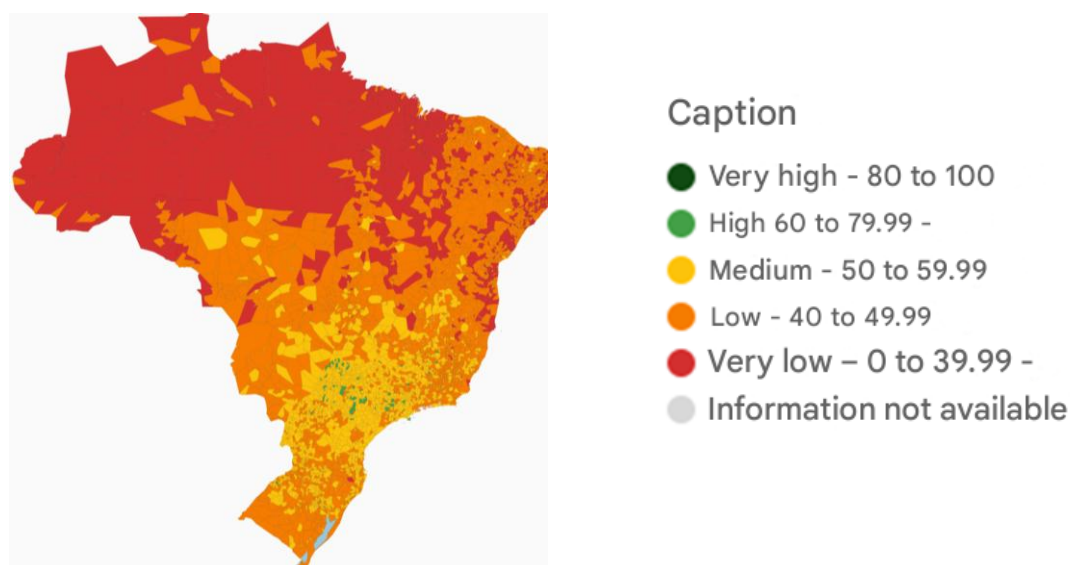 Caption
Very high - 80 to 100
High 60 to 79.99 -
Medium - 50 to 59.99
Low - 40 to 49.99
Very low – 0 to 39.99 -
Information not available